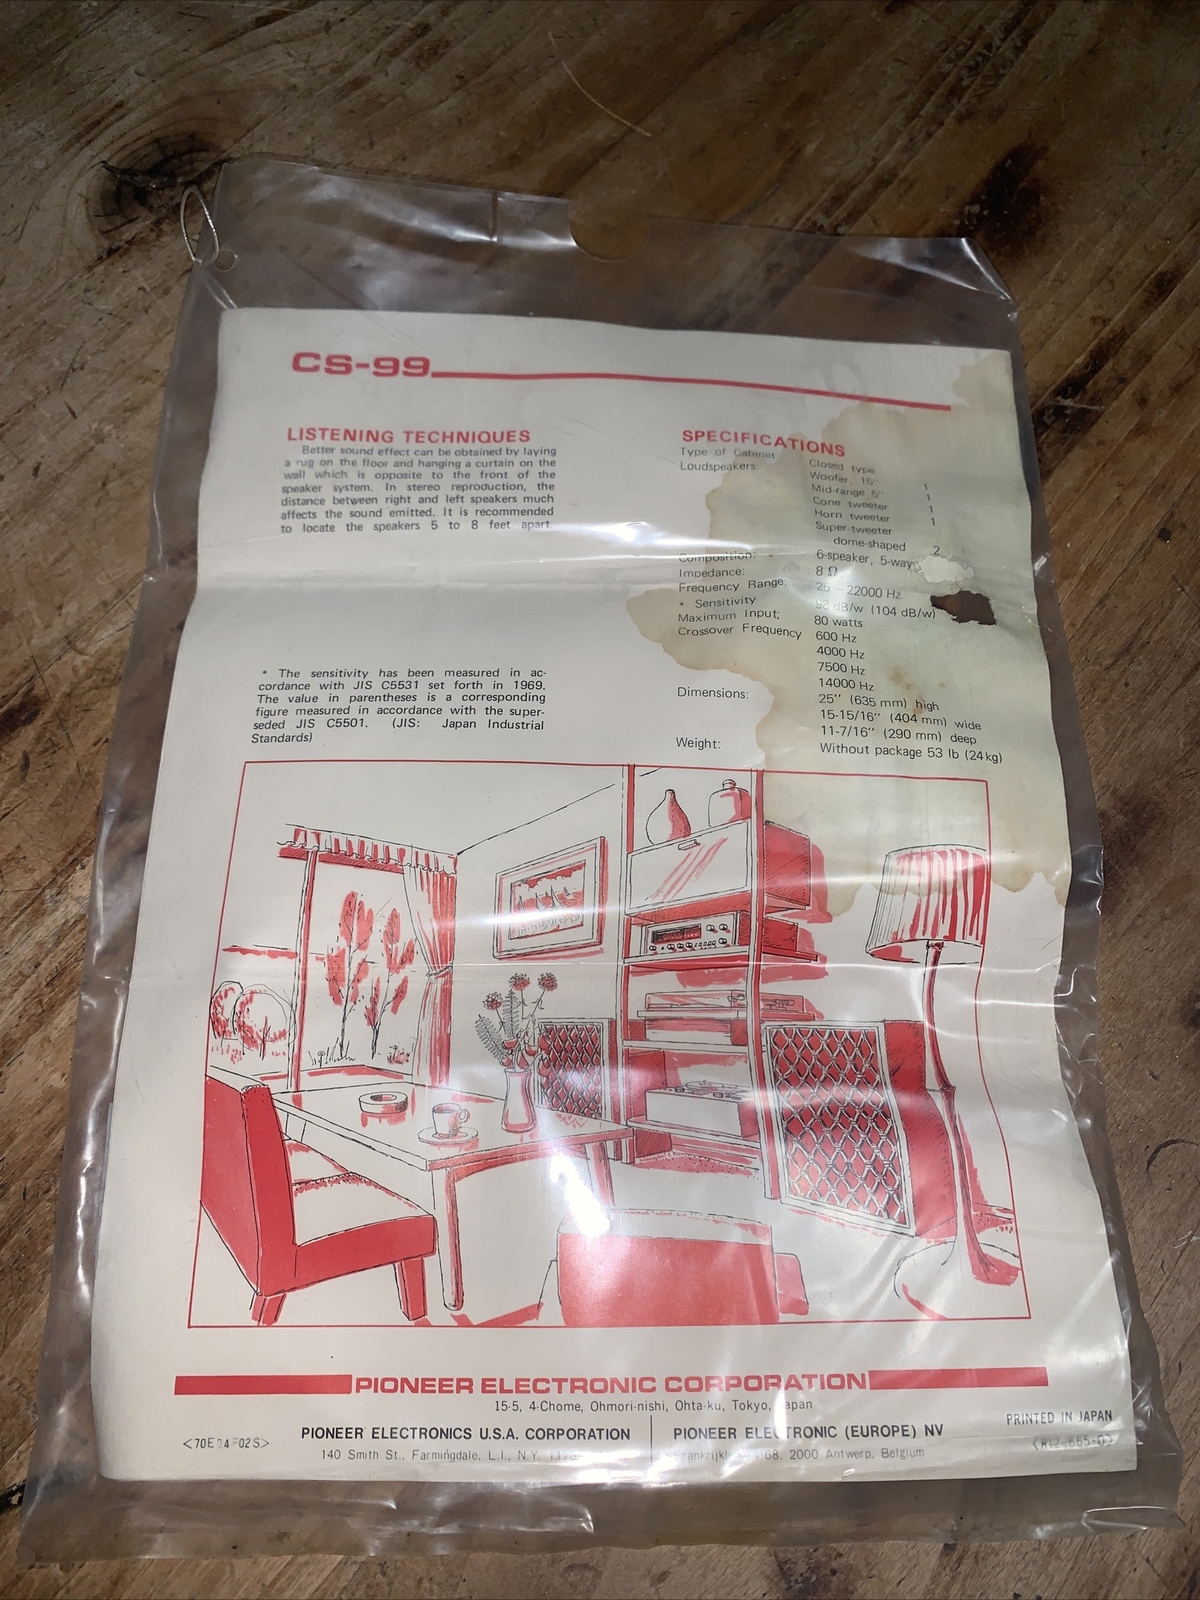 CS-99
LISTENING TECHNIQUES
Better sound effect can be obtained by laying
a rug on the floor and hanging a curtain on the
wall which is opposite to the front of the
speaker system. In stereo reproduction, the
distance between right and left speakers much
affects the sound emitted. It is recommended
to locate the speakers 5 to 8 feet apart.
* The sensitivity has been measured in ac-
cordance with JIS C5531 set forth in 1969.
The value in parentheses is a corresponding
figure measured in accordance with the super-
seded JIS C5501. (JIS: Japan Industrial
Standards)
SPECIFICATIONS
Type of Cabinet Closed type
Loudspeakers: Woofer, 15" 1
Mid-range 5" 1
Cone tweeter 1
Horn tweeter 1
Super-tweeter
dome-shaped 2
Composition: 6-speaker, 5-way
Impedance: 8 Ω
Frequency Range; 25 ~22000 Hz
* Sensitivity dB/w (104 dB/w)
Maximum Input; 80 watts
Crossover Frequency 600 Hz
4000 Hz
7500 Hz
14000 Hz
Dimensions: 25" (635 mm) high
15-15/16" (404 mm) wide
11-7/16" (290 mm) deep
Weight: Without package 53 lb (24kg)
PIONEER ELECTRONIC CORPORATION
15-5, 4-Chome, Ohmori-nishi, Ohta-ku, Tokyo, Japan
PIONEER ELECTRONICS U.S.A. CORPORATION
140 Smith St., Farmingdale, L.I., N.Y.
PIONEER ELECTRONIC (EUROPE) NV
68, 2000 Antwerp, Belgium
PRINTED IN JAPAN